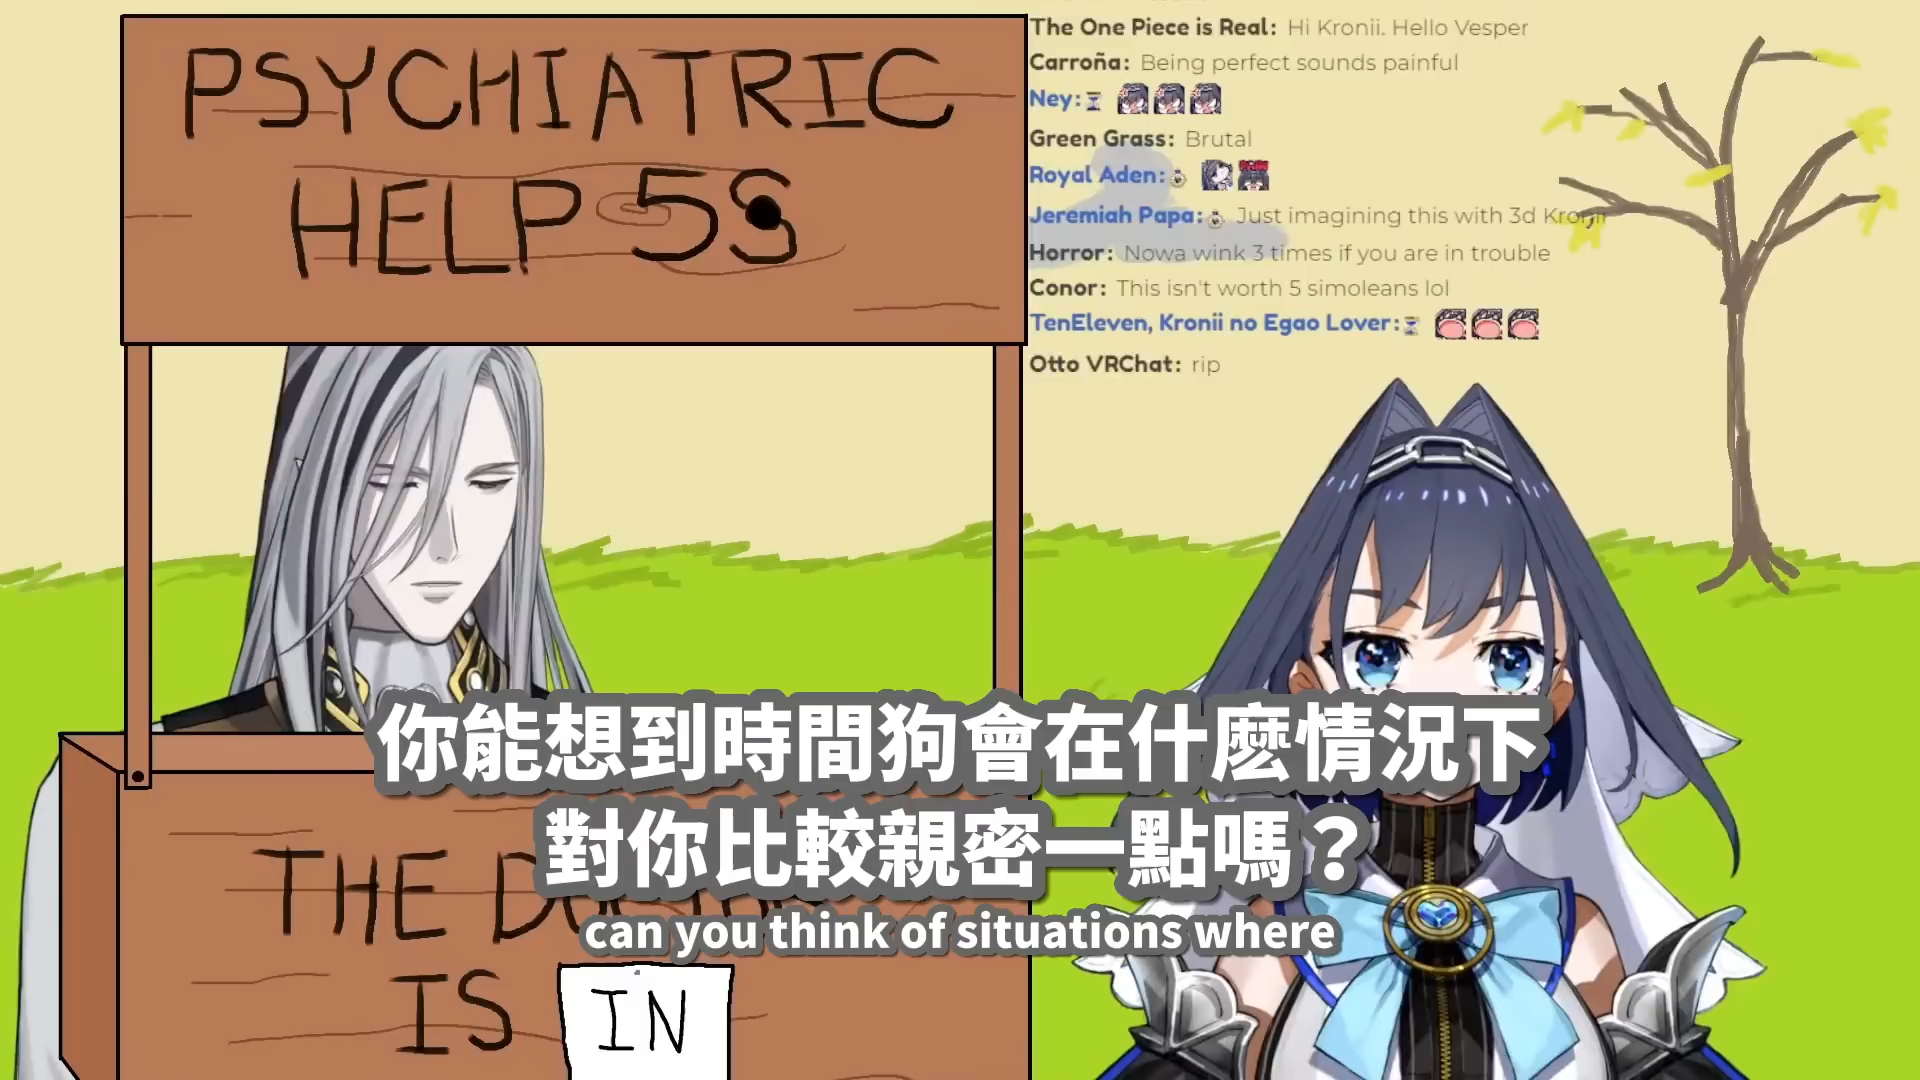 PSYCHIATRIC
HELP 5$
The One Piece is Real: Hi Kronii. Hello Vesper
Carroña: Being perfect sounds painful
Ney:
Green Grass: Brutal
Royal Aden:
Jeremiah Papa: Just imagining this with 3d Kronii
Horror: Nowa wink 3 times if you are in trouble
Conor: This isn't worth 5 simoleans lol
TenEleven, Kronii no Egao Lover:
Otto VRChat: rip
你能想到時間狗會在什麼情況下
對你比較親密一點嗎？
can you think of situations where
THE
IS IN